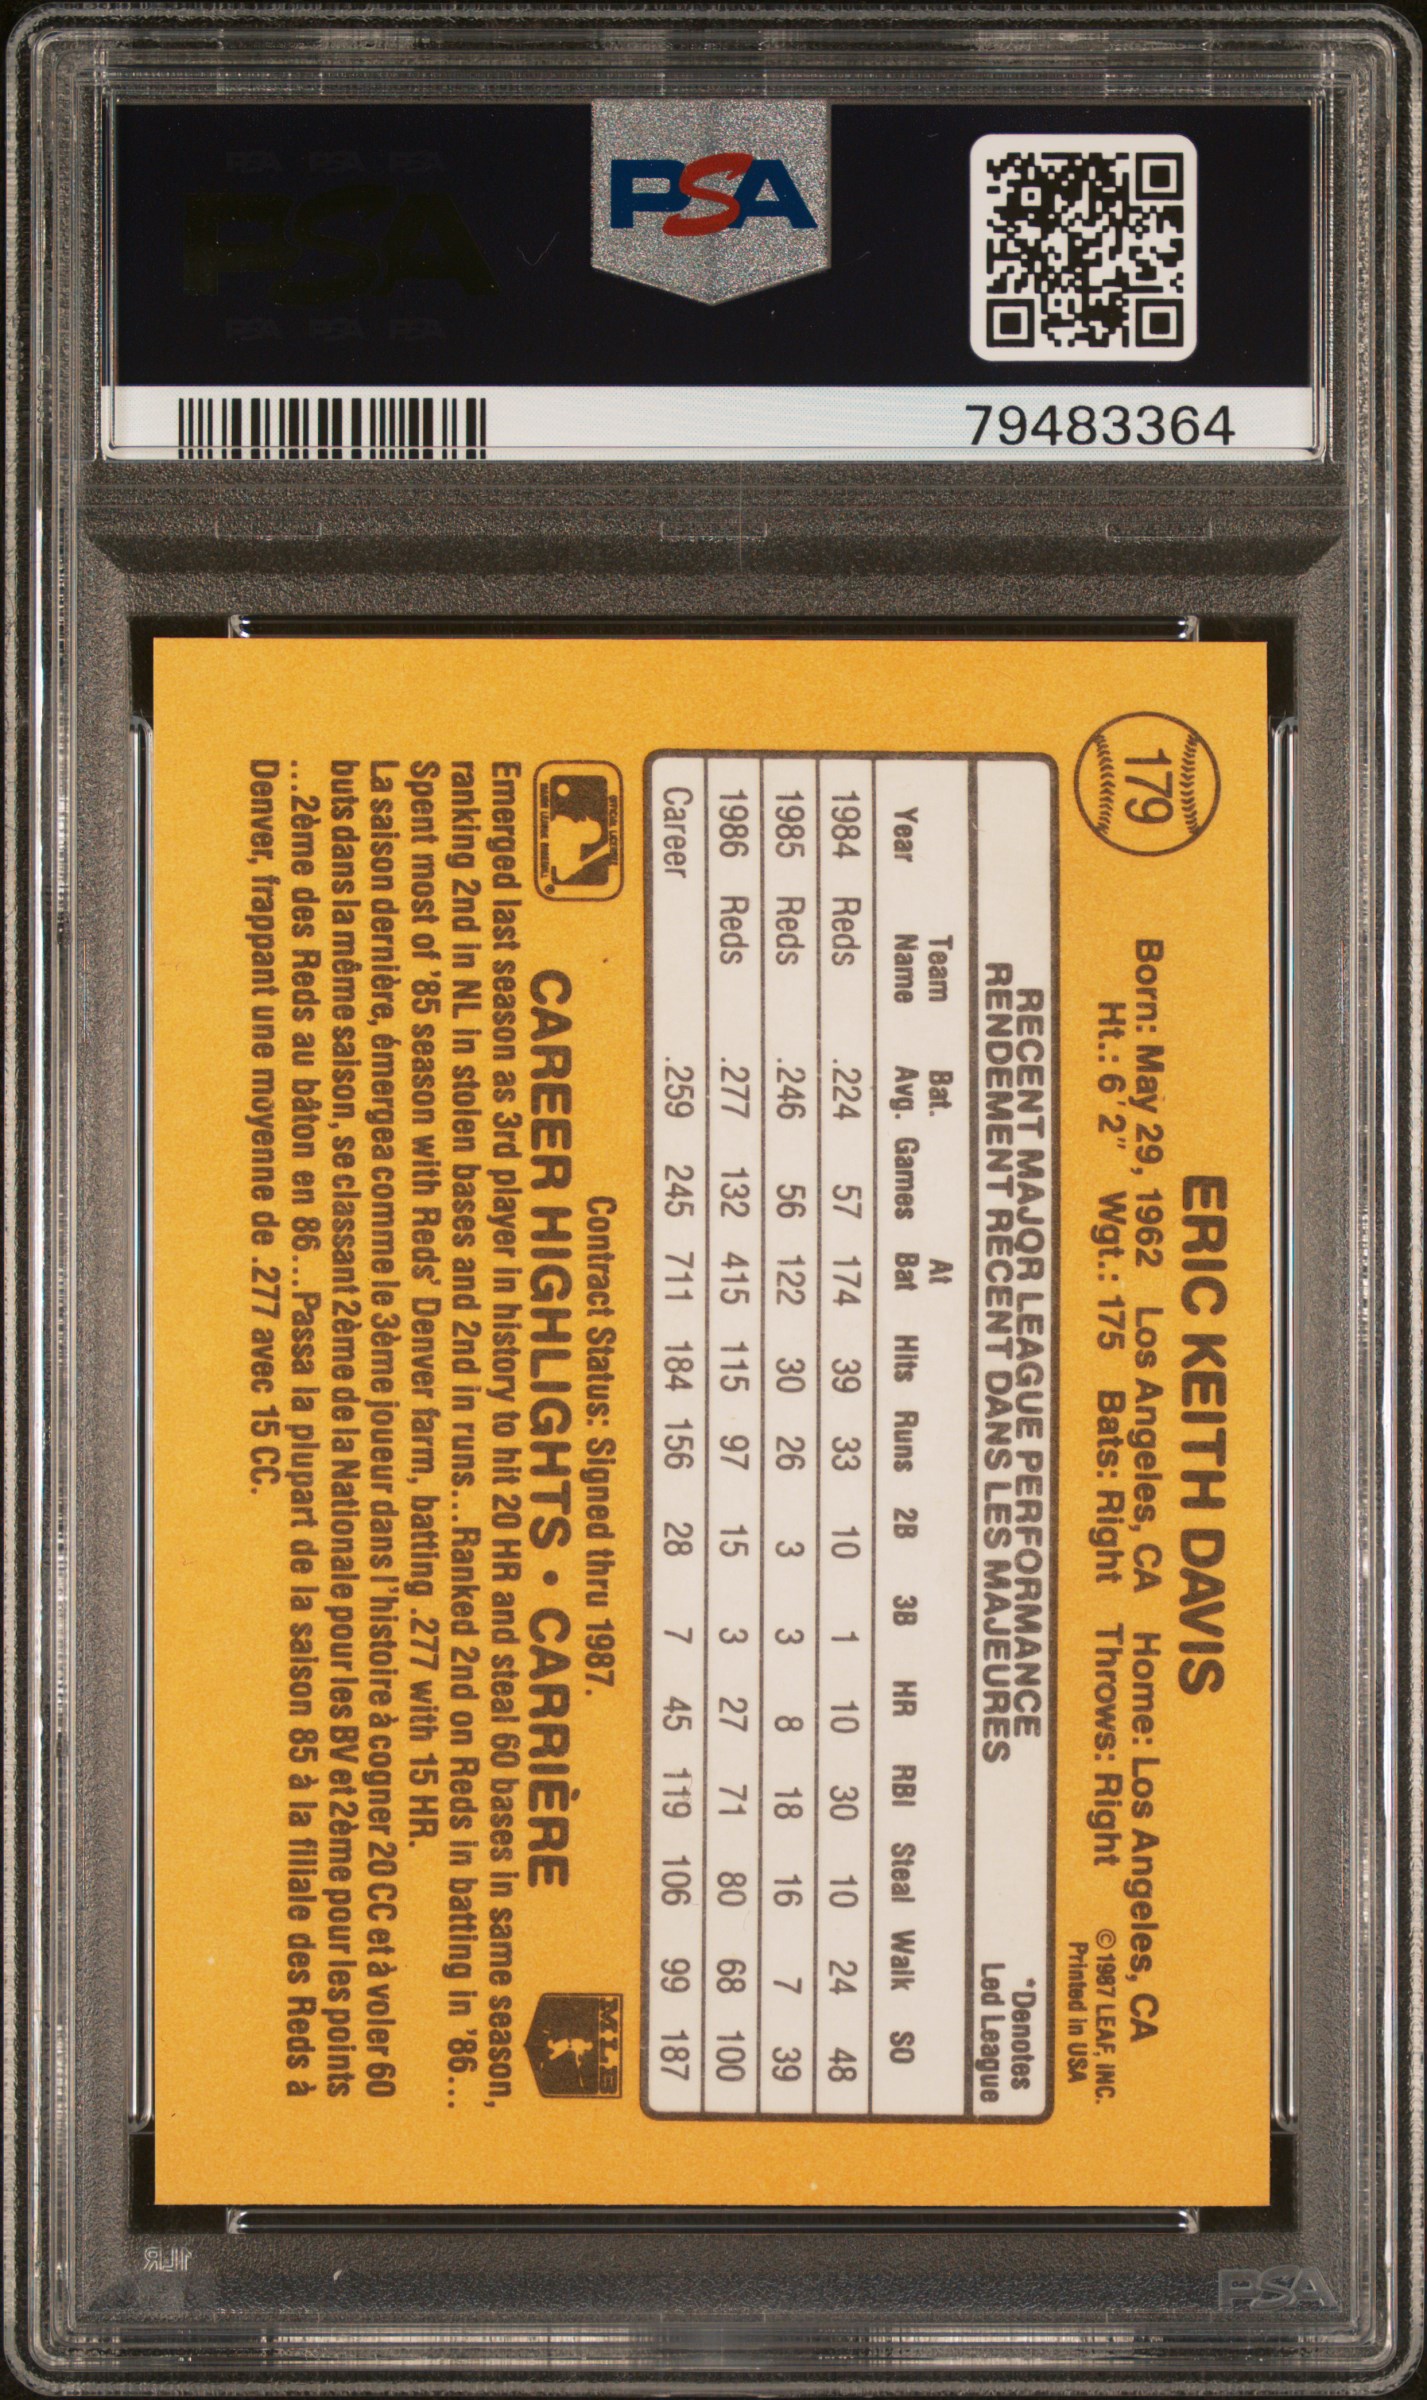 PSA PSA PSA
PSA
PSA PSA PSA
PSA
79483364
179
ERIC KEITH DAVIS
Born: May 29, 1962 Los Angeles, CA Home: Los Angeles, CA
Ht.: 6'2" Wgt.: 175 Bats: Right Throws: Right
© 1987 LEAF, INC.
Printed in USA
RECENT MAJOR LEAGUE PERFORMANCE
RENDEMENT RECENT DANS LES MAJEURES
*Denotes
Led League
Year Team Name Bat. Avg. Games At Bat Hits Runs 2B 3B HR RBI Steal Walk SO
1984 Reds .224 57 174 39 33 10 1 10 30 10 24 48
1985 Reds .246 56 122 30 26 3 3 8 18 16 7 39
1986 Reds .277 132 415 115 97 15 3 27 71 80 68 100
Career .259 245 711 184 156 28 7 45 119 106 99 187
Contract Status: Signed thru 1987.
CAREER HIGHLIGHTS • CARRIÈRE
MLB
Emerged last season as 3rd player in history to hit 20 HR and steal 60 bases in same season,
ranking 2nd in NL in stolen bases and 2nd in runs...Ranked 2nd on Reds in batting in '86...
Spent most of '85 season with Reds' Denver farm, batting .277 with 15 HR.
La saison dernière, émergea comme le 3ème joueur dans l'histoire à cogner 20 CC et à voler 60
buts dans la même saison, se classant 2ème de la Nationale pour les BV et 2ème pour les points
...2ème des Reds au bâton en 86...Passa la plupart de la saison 85 à la filiale des Reds à
Denver, frappant une moyenne de .277 avec 15 CC.
PSA